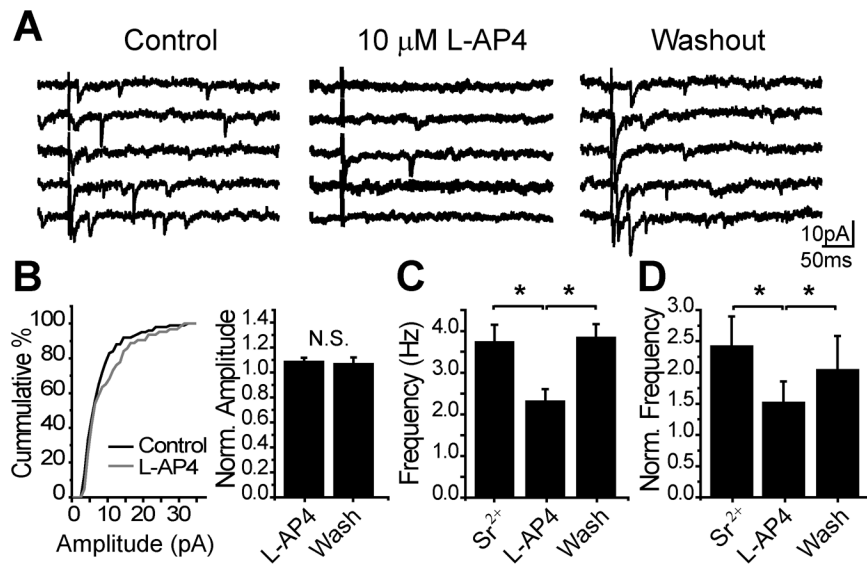 A
Control
10 μM L-AP4
Washout
10pA
50ms
B
Cummulative %
100
80
60
40
20
0
Control
L-AP4
0 10 20 30
Amplitude (pA)
Norm. Amplitude
1.4
1.2
1.0
0.8
0.6
0.4
0.2
0.0
N.S.
L-AP4
Wash
C
Frequency (Hz)
4.0
3.0
2.0
1.0
0.0
* *
Sr²⁺
L-AP4
Wash
D
Norm. Frequency
3.0
2.5
2.0
1.5
1.0
0.5
0.0
* *
Sr²⁺
L-AP4
Wash